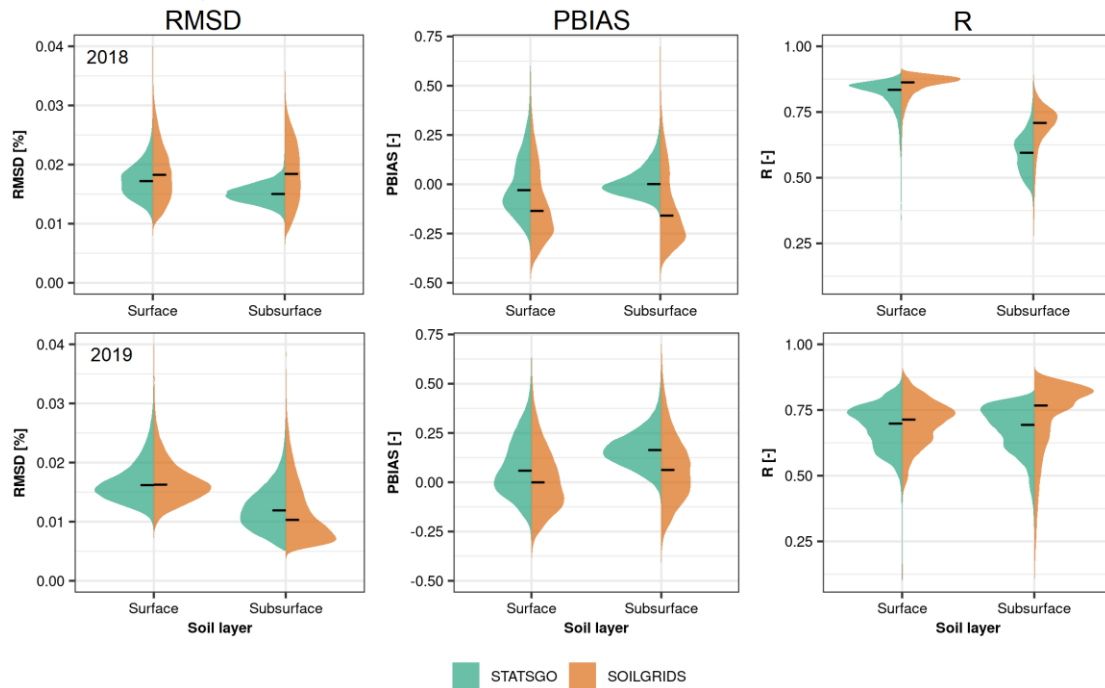 RMSD PBIAS R
2018
RMSD [%]
0.04
0.03
0.02
0.01
0.00
Surface Subsurface
PBIAS [-]
0.75
0.50
0.25
0.00
-0.25
-0.50
Surface Subsurface
R [-]
1.00
0.75
0.50
0.25
Surface Subsurface
2019
RMSD [%]
0.04
0.03
0.02
0.01
0.00
Surface Subsurface
Soil layer
PBIAS [-]
0.75
0.50
0.25
0.00
-0.25
-0.50
Surface Subsurface
Soil layer
R [-]
1.00
0.75
0.50
0.25
Surface Subsurface
Soil layer
STATSGO SOILGRIDS